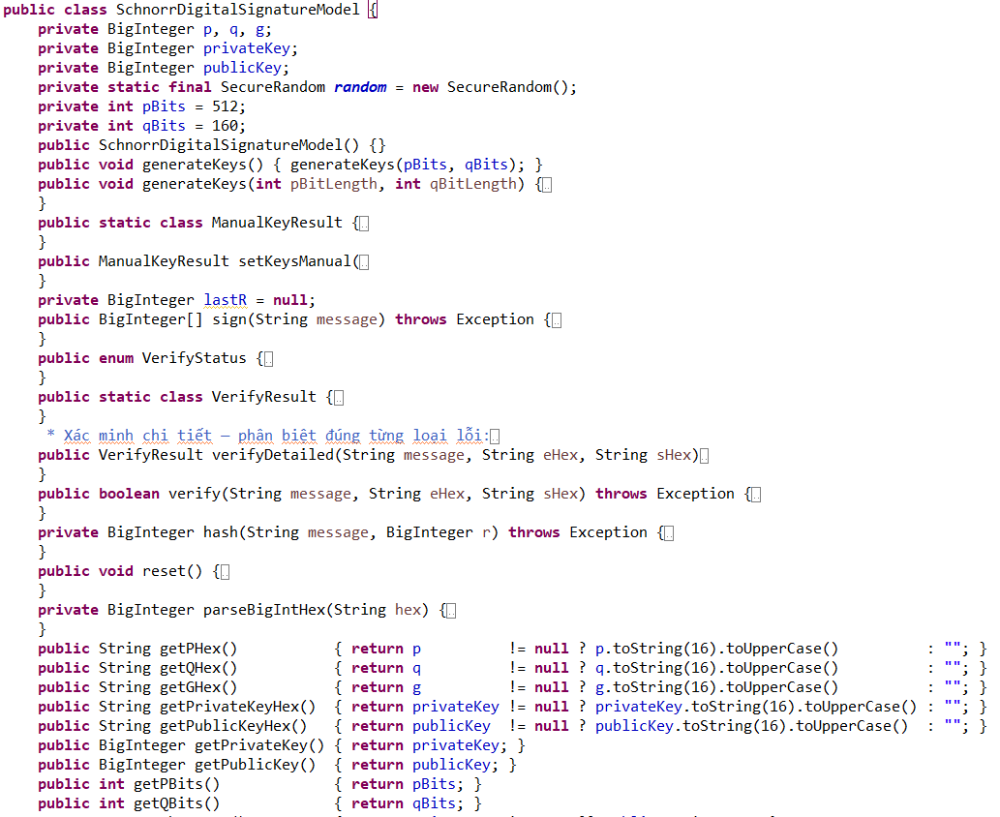 public class SchnorrDigitalSignatureModel {
private BigInteger p, q, g;
private BigInteger privateKey;
private BigInteger publicKey;
private static final SecureRandom random = new SecureRandom();
private int pBits = 512;
private int qBits = 160;
public SchnorrDigitalSignatureModel() {}
public void generateKeys() { generateKeys(pBits, qBits); }
public void generateKeys(int pBitLength, int qBitLength) {
}
public static class ManualKeyResult {
}
public ManualKeyResult setKeysManual(
}
private BigInteger lastR = null;
public BigInteger[] sign(String message) throws Exception {
}
public enum VerifyStatus {
}
public static class VerifyResult {
}
* Xác minh chi tiết — phân biệt đúng từng loại lỗi:
public VerifyResult verifyDetailed(String message, String eHex, String sHex)
}
public boolean verify(String message, String eHex, String sHex) throws Exception {
}
private BigInteger hash(String message, BigInteger r) throws Exception {
}
public void reset() {
}
private BigInteger parseBigIntHex(String hex) {
}
public String getPHex() { return p != null ? p.toString(16).toUpperCase() : ""; }
public String getQHex() { return q != null ? q.toString(16).toUpperCase() : ""; }
public String getGHex() { return g != null ? g.toString(16).toUpperCase() : ""; }
public String getPrivateKeyHex() { return privateKey != null ? privateKey.toString(16).toUpperCase() : ""; }
public String getPublicKeyHex() { return publicKey != null ? publicKey.toString(16).toUpperCase() : ""; }
public BigInteger getPrivateKey() { return privateKey; }
public BigInteger getPublicKey() { return publicKey; }
public int getPBits() { return pBits; }
public int getQBits() { return qBits; }